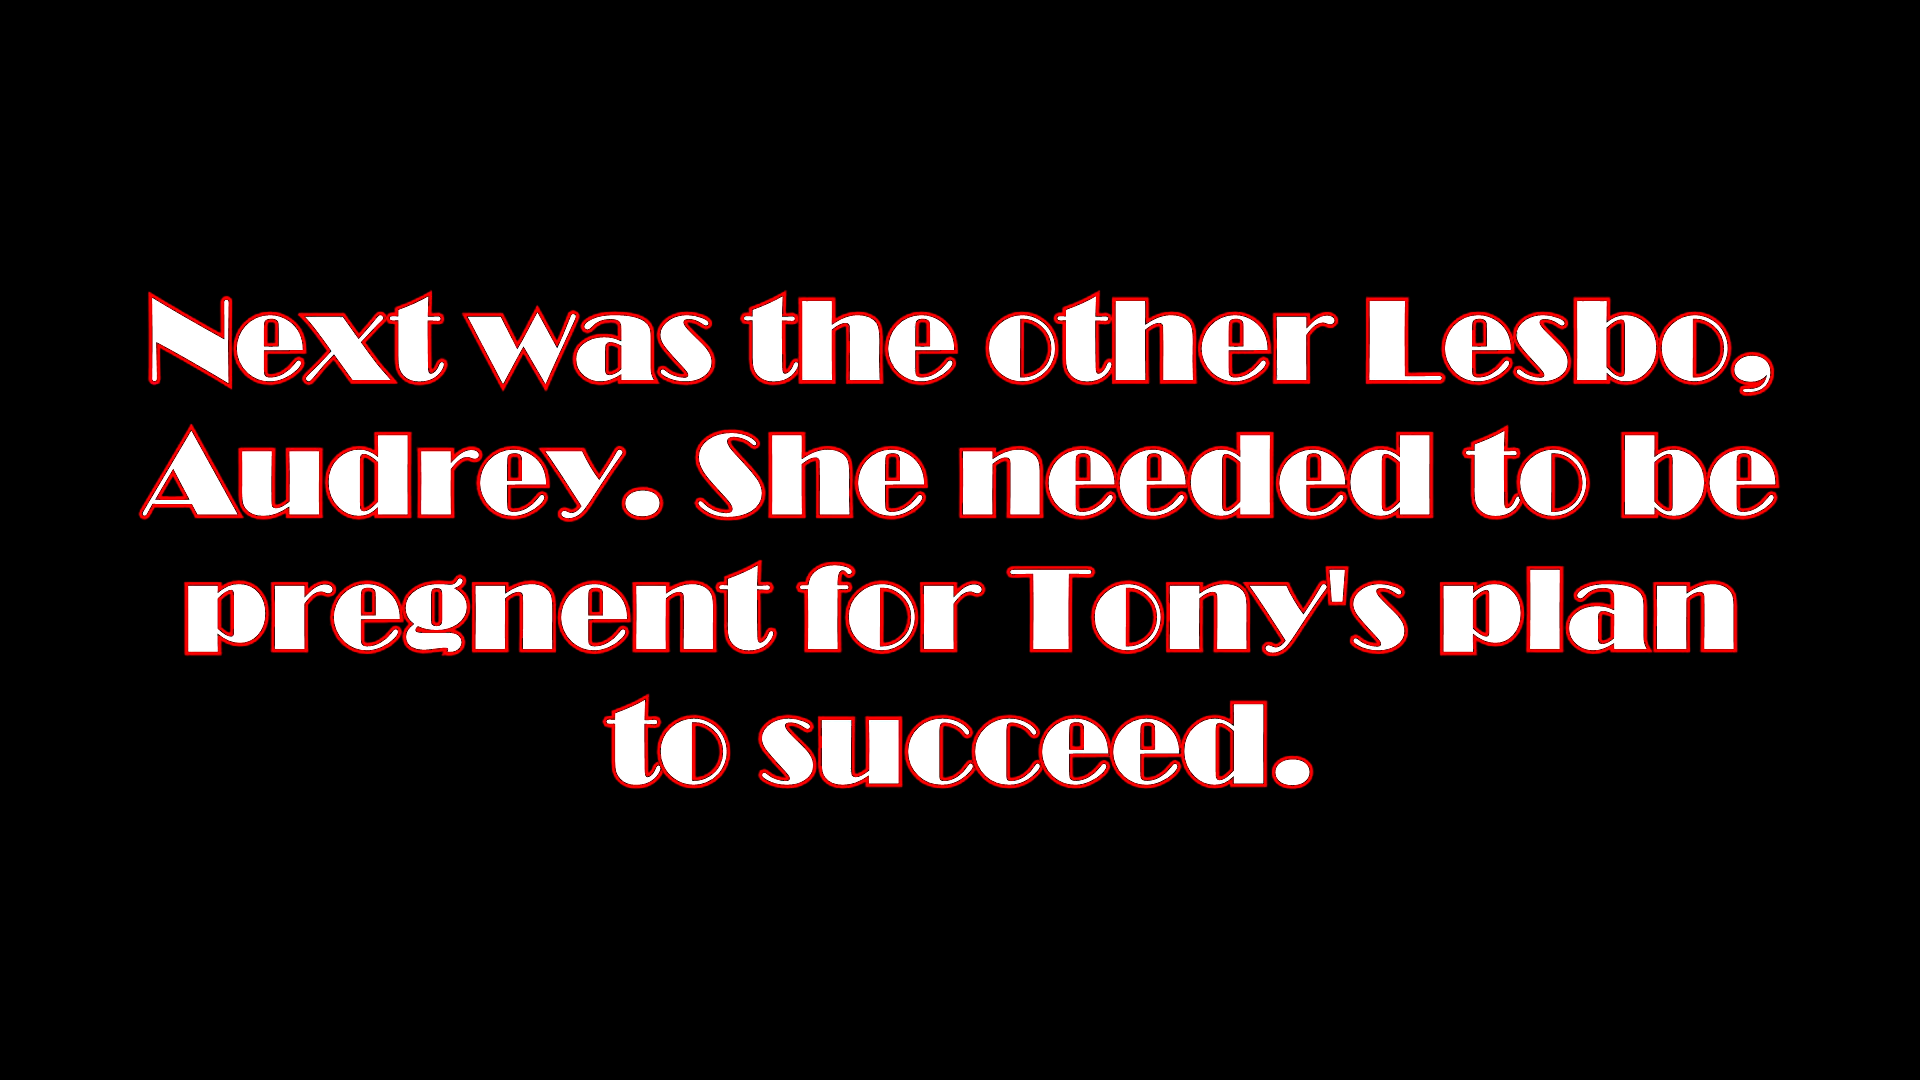 Next was the other Lesbo,
Audrey. She needed to be
pregnent for Tony's plan
to succeed.